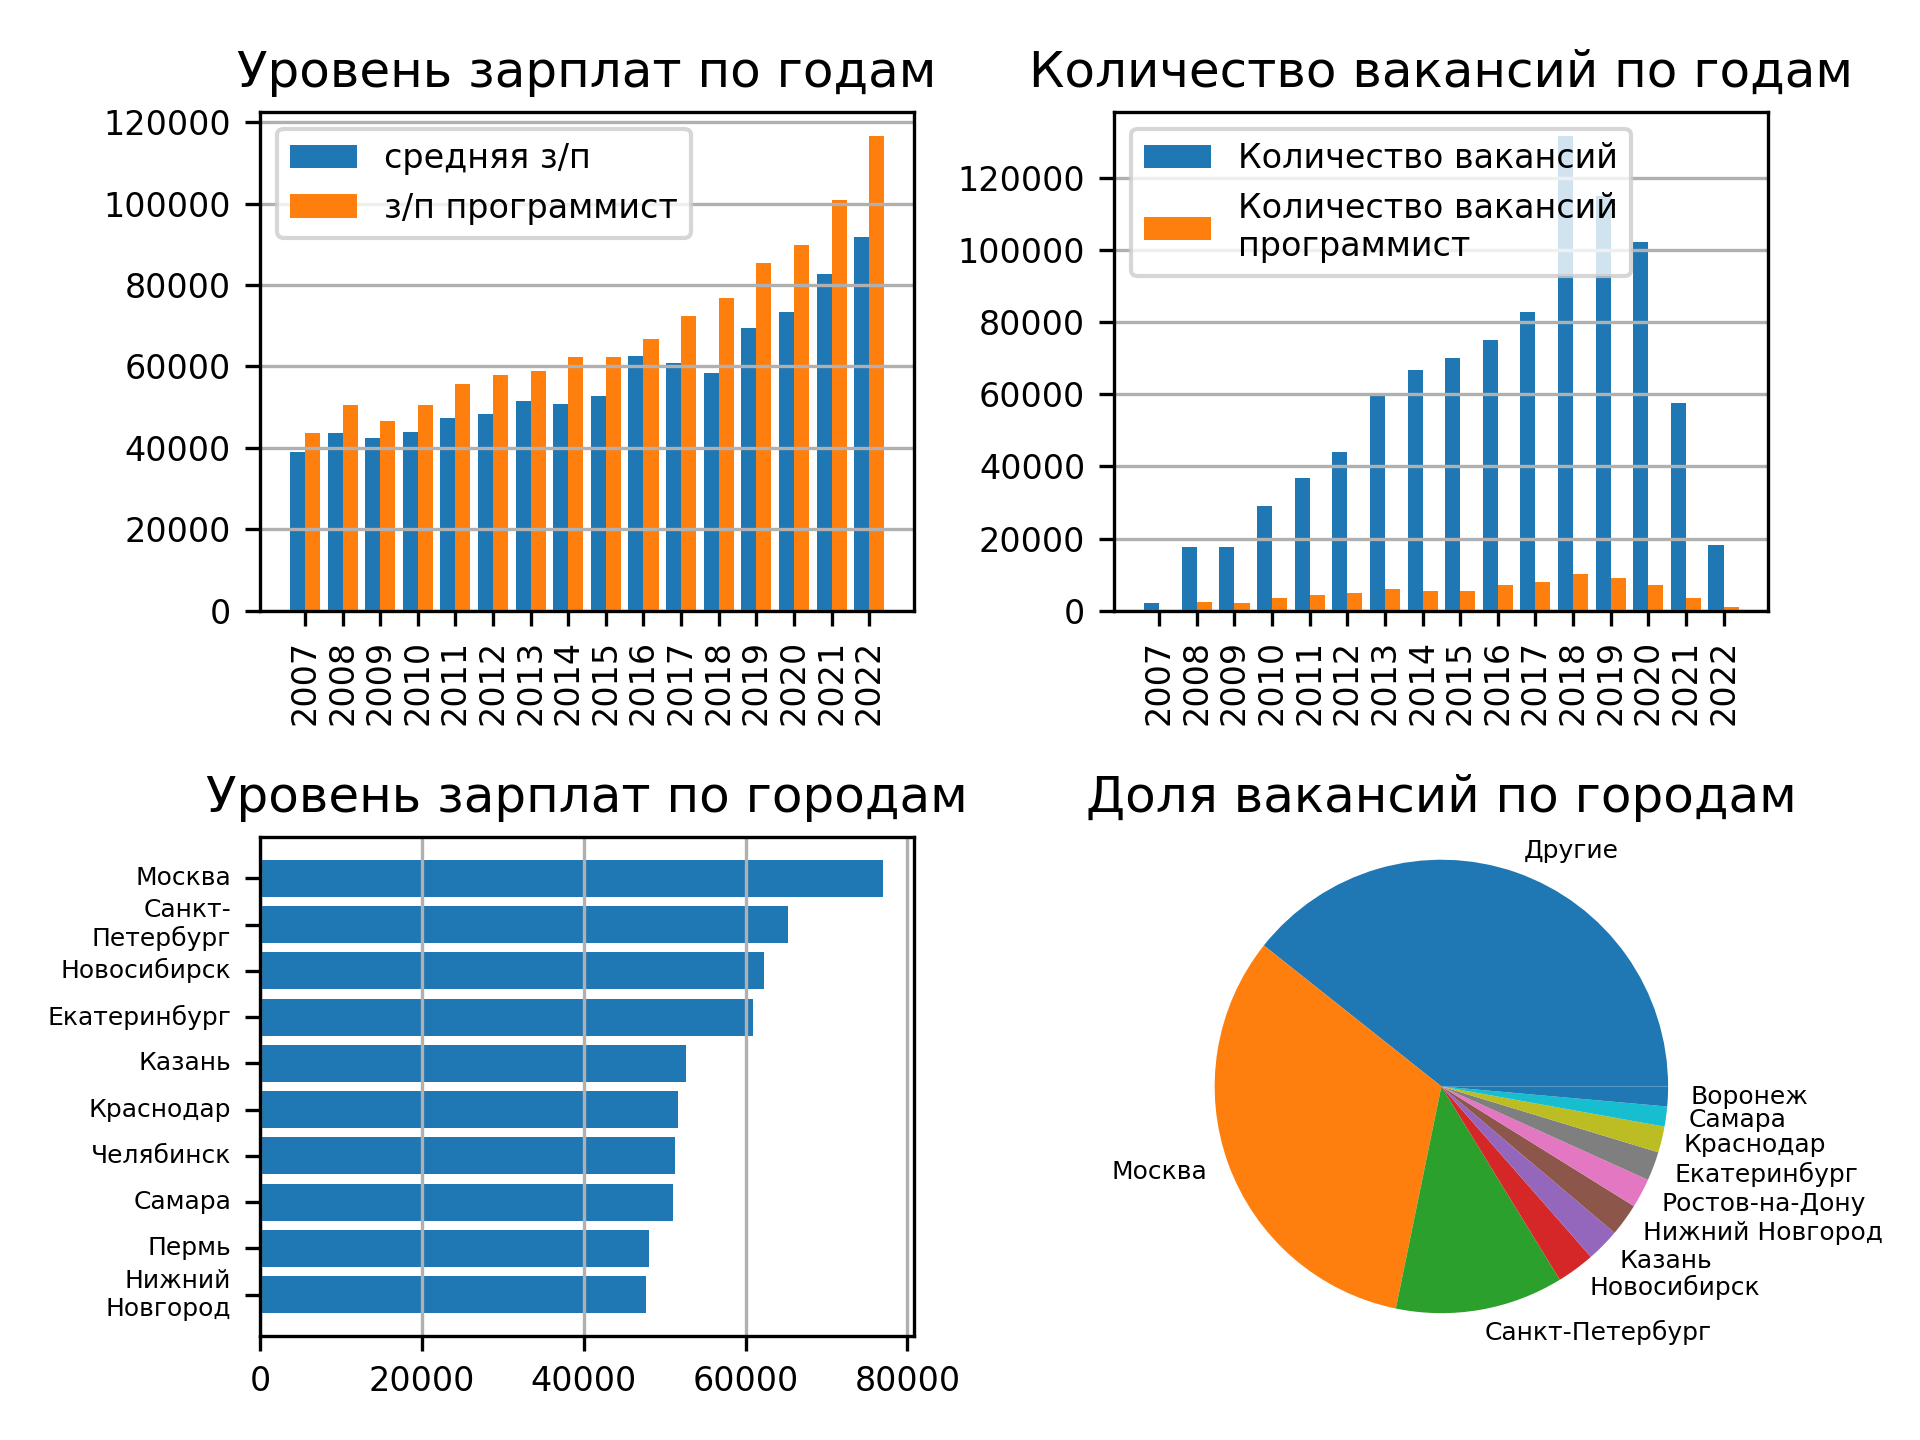 Уровень зарплат по годам
120000
100000
80000
60000
40000
20000
0
средняя з/п
з/п программист
2007
2008
2009
2010
2011
2012
2013
2014
2015
2016
2017
2018
2019
2020
2021
2022
Количество вакансий по годам
120000
100000
80000
60000
40000
20000
0
Количество вакансий
Количество вакансий
программист
2007
2008
2009
2010
2011
2012
2013
2014
2015
2016
2017
2018
2019
2020
2021
2022
Уровень зарплат по городам
Москва
Санкт-
Петербург
Новосибирск
Екатеринбург
Казань
Краснодар
Челябинск
Самара
Пермь
Нижний
Новгород
0
20000
40000
60000
80000
Доля вакансий по городам
Другие
Москва
Санкт-Петербург
Новосибирск
Казань
Нижний Новгород
Ростов-на-Дону
Екатеринбург
Краснодар
Самара
Воронеж